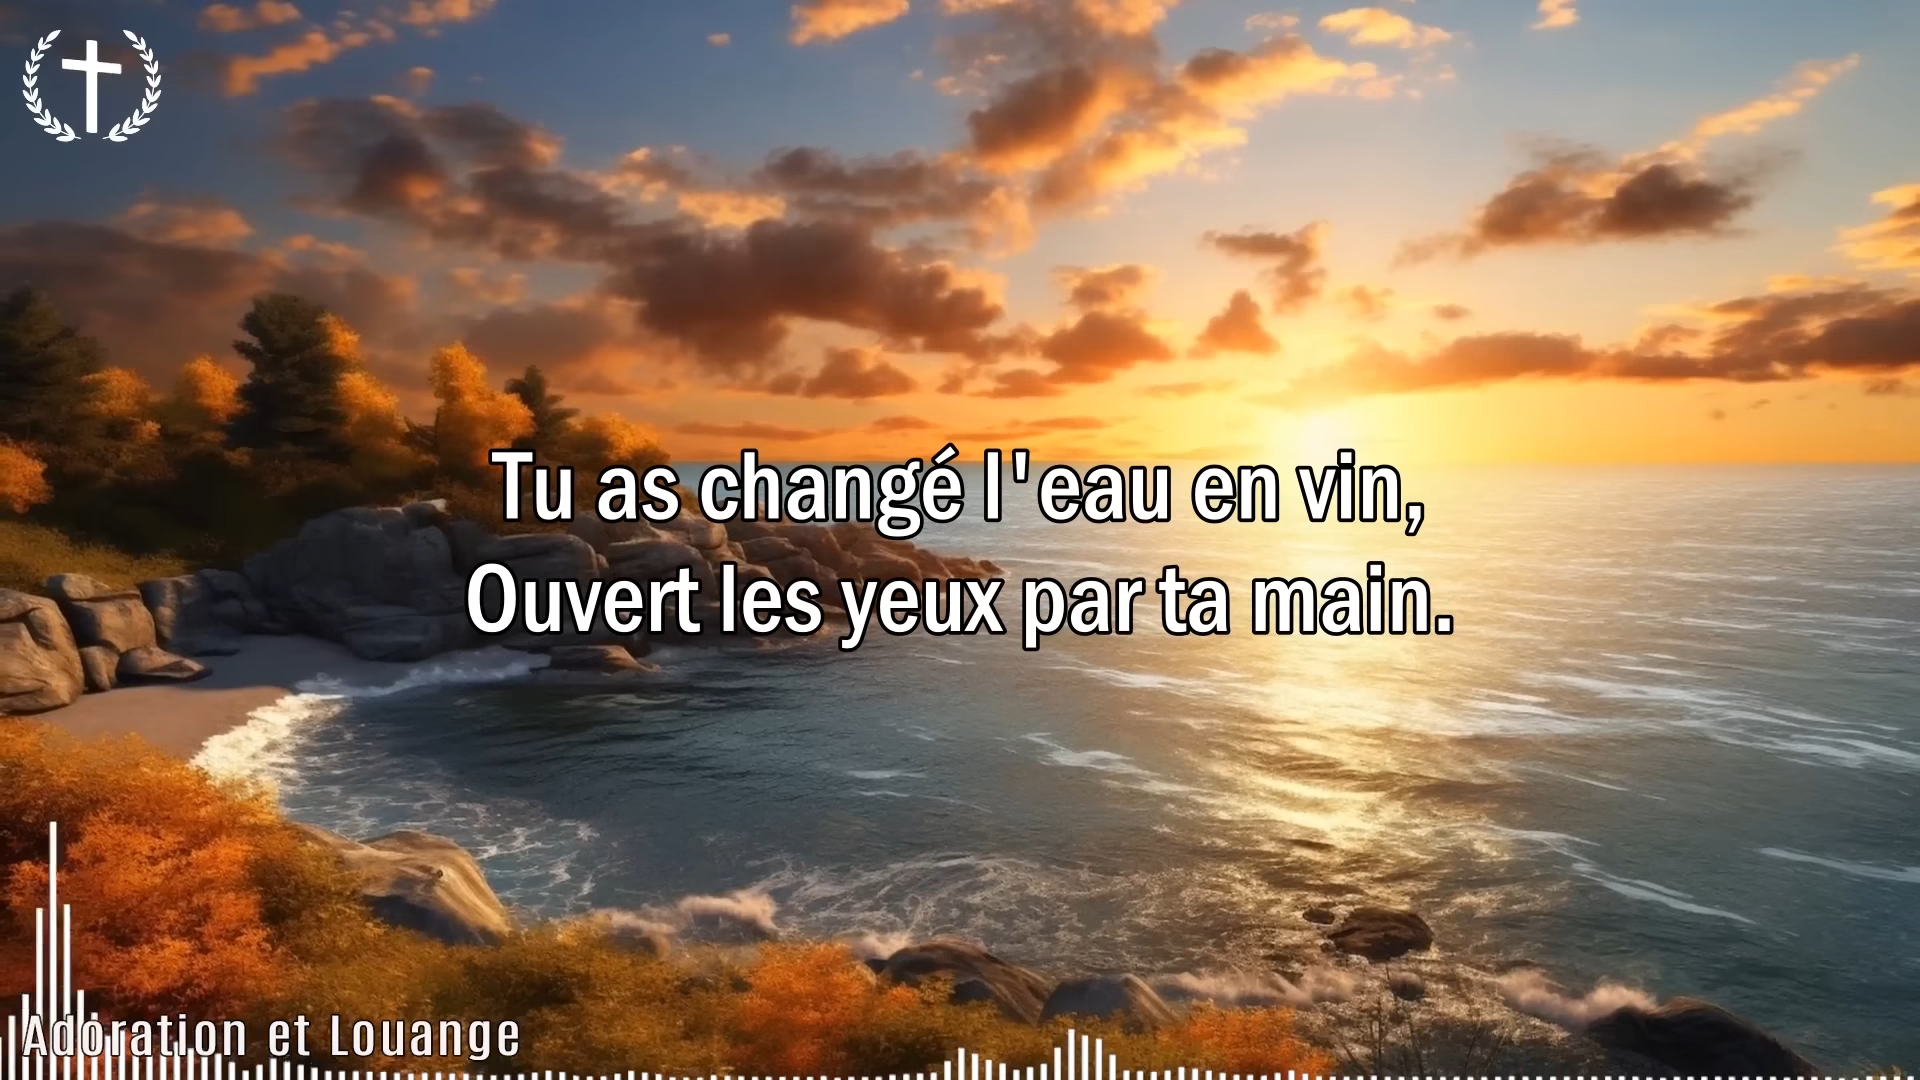 Tu as changé l'eau en vin,
Ouvert les yeux par ta main.
Adoration et Louange